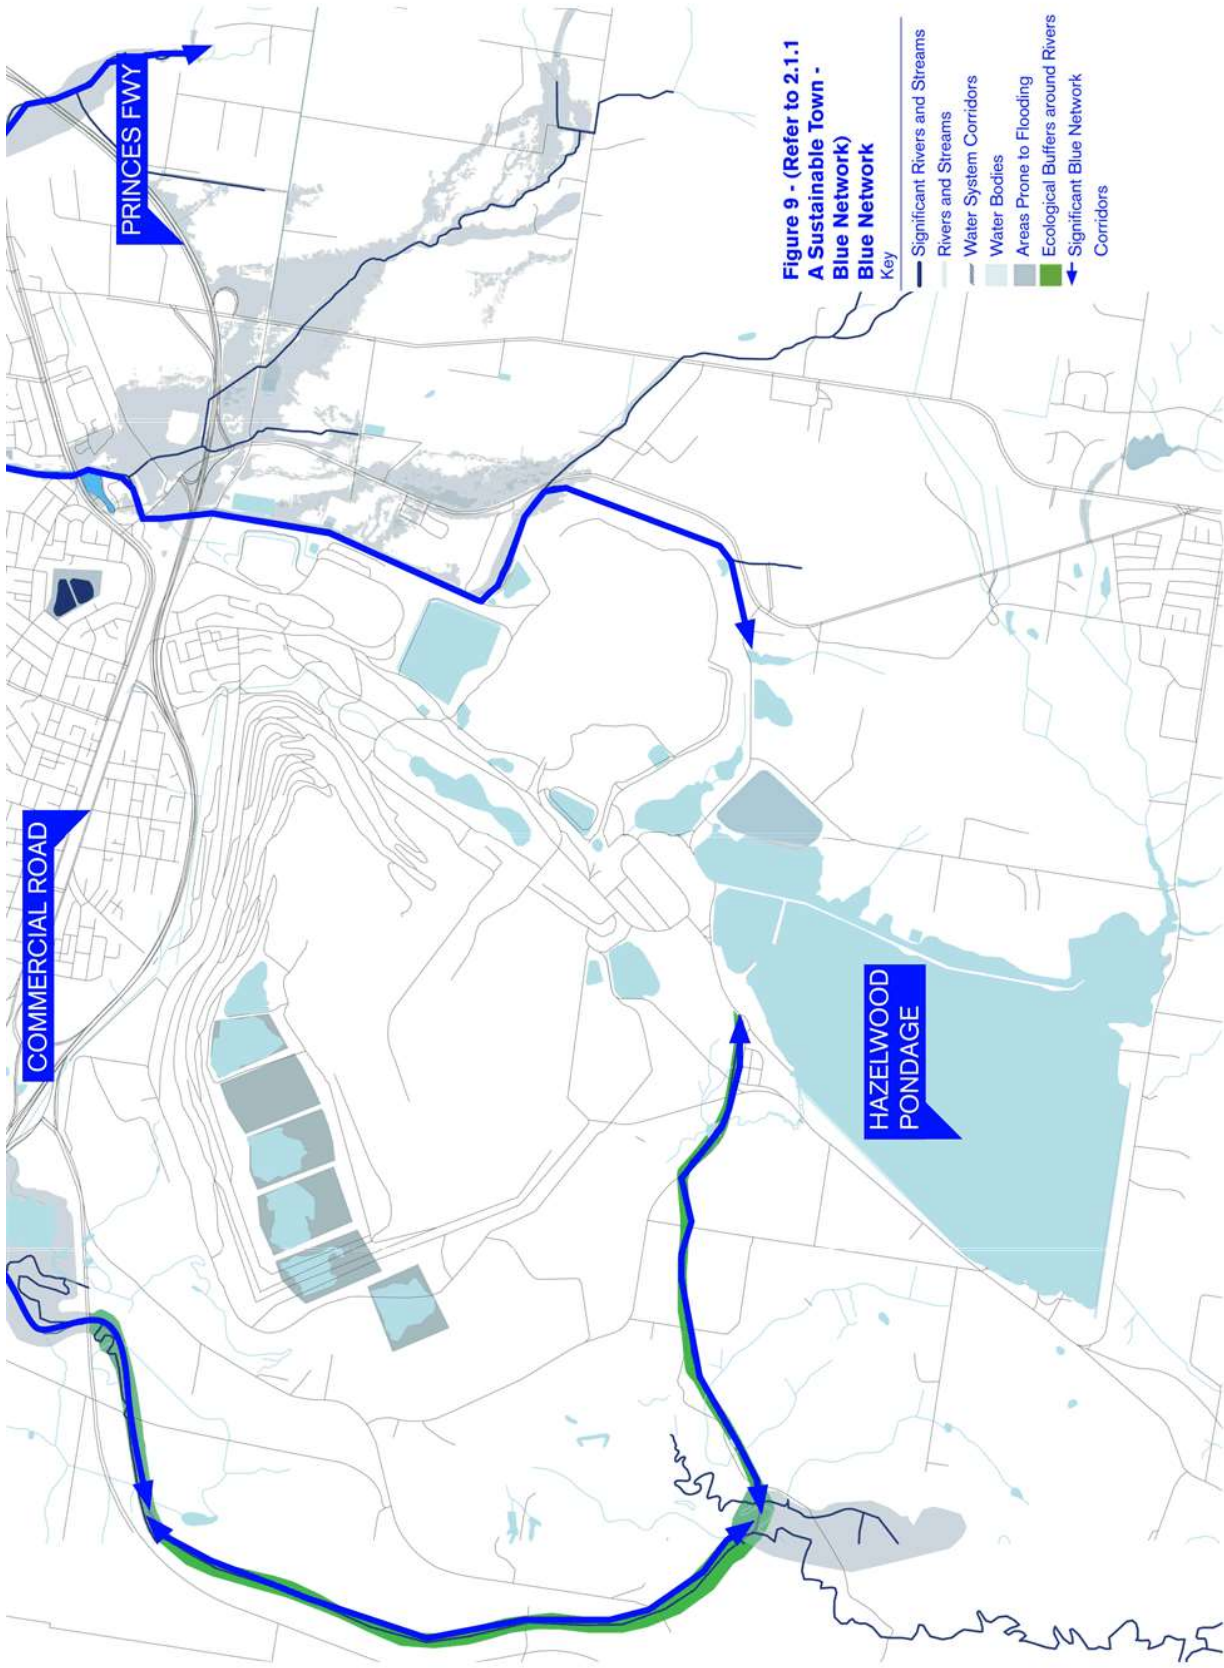 PRINCES FWY
COMMERCIAL ROAD
HAZELWOOD
PONDAGE
Figure 9 - (Refer to 2.1.1
A Sustainable Town -
Blue Network)
Blue Network
Key
Significant Rivers and Streams
Rivers and Streams
Water System Corridors
Water Bodies
Areas Prone to Flooding
Ecological Buffers around Rivers
Significant Blue Network
Corridors